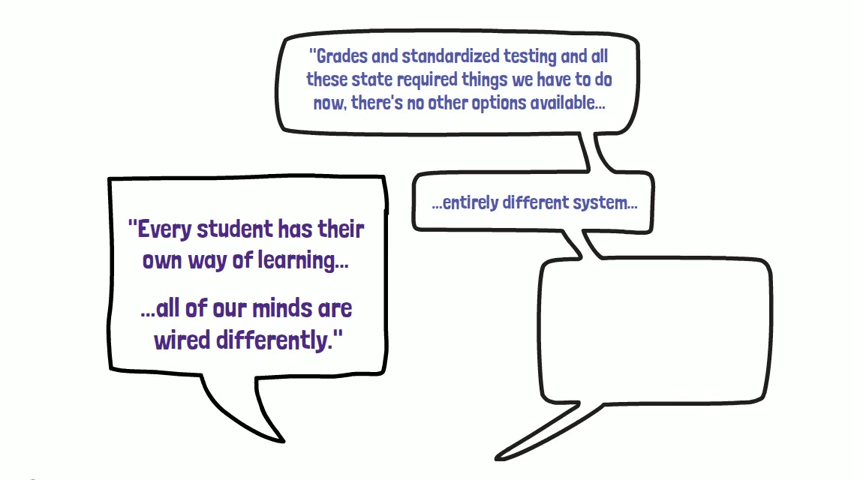 "Grades and standardized testing and all
these state required things we have to do
now, there's no other options available...
...entirely different system...
"Every student has their
own way of learning...
...all of our minds are
wired differently."